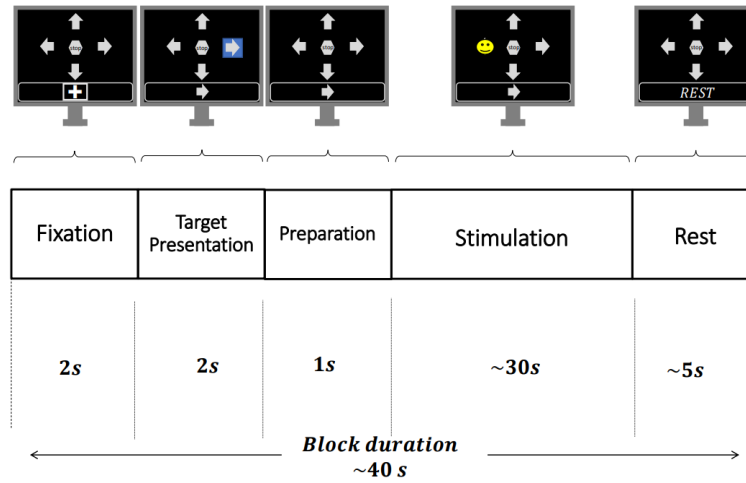 stop
stop
stop
stop
stop
REST
Fixation
Target
Presentation
Preparation
Stimulation
Rest
2s
2s
1s
~30s
~5s
Block duration
~40 s